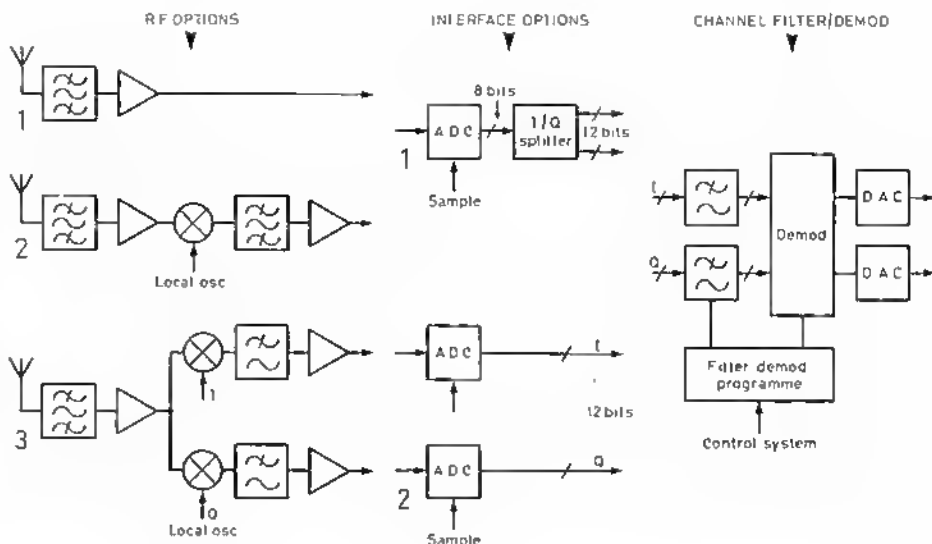 RF OPTIONS
INTERFACE OPTIONS
CHANNEL FILTER/DEMOD
1
8 bits
ADC
I/Q splitter
12 bits
1
Sample
2
Local osc
I
Q
Demod
DAC
DAC
Filter demod programme
Control system
3
I
Q
Local osc
ADC
I
12 bits
ADC
Q
2
Sample